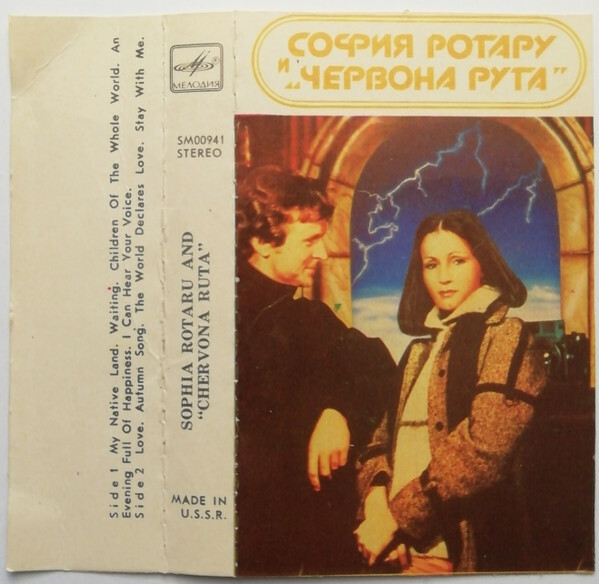 СОФИЯ РОТАРУ
и „ЧЕРВОНА РУТА”
МЕЛОДИЯ
SM00941
STEREO
SOPHIA ROTARU AND
“CHERVONA RUTA”
MADE IN
U.S.S.R.
Side 1 My Native Land. Waiting. Children Of The Whole World. An
Evening Full Of Happiness. I Can Hear Your Voice.
Side 2 Love. Autumn Song. The World Declares Love. Stay With Me.